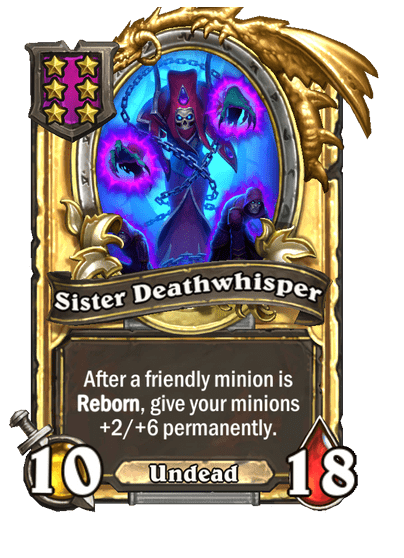 Sister Deathwhisper
After a friendly minion is
Reborn, give your minions
+2/+6 permanently.
10
Undead
18